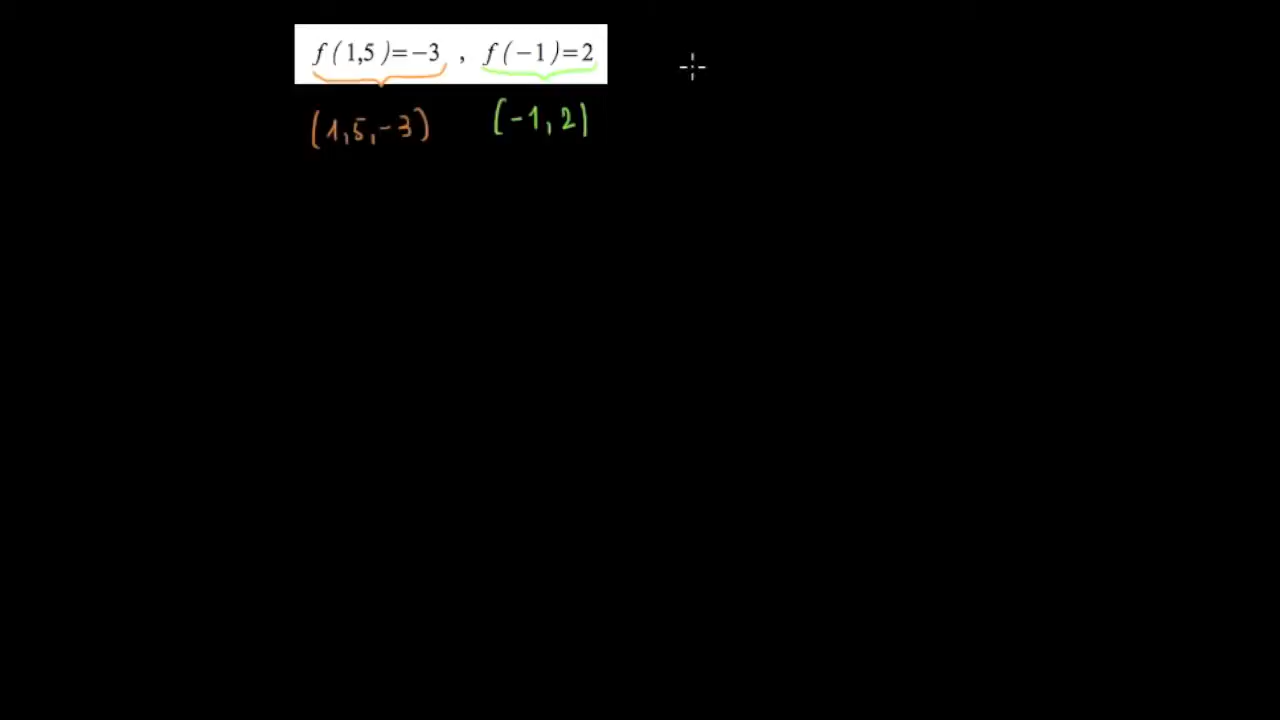 f(1,5)=−3 , f(−1)=2
(1,5,-3) (-1,2)